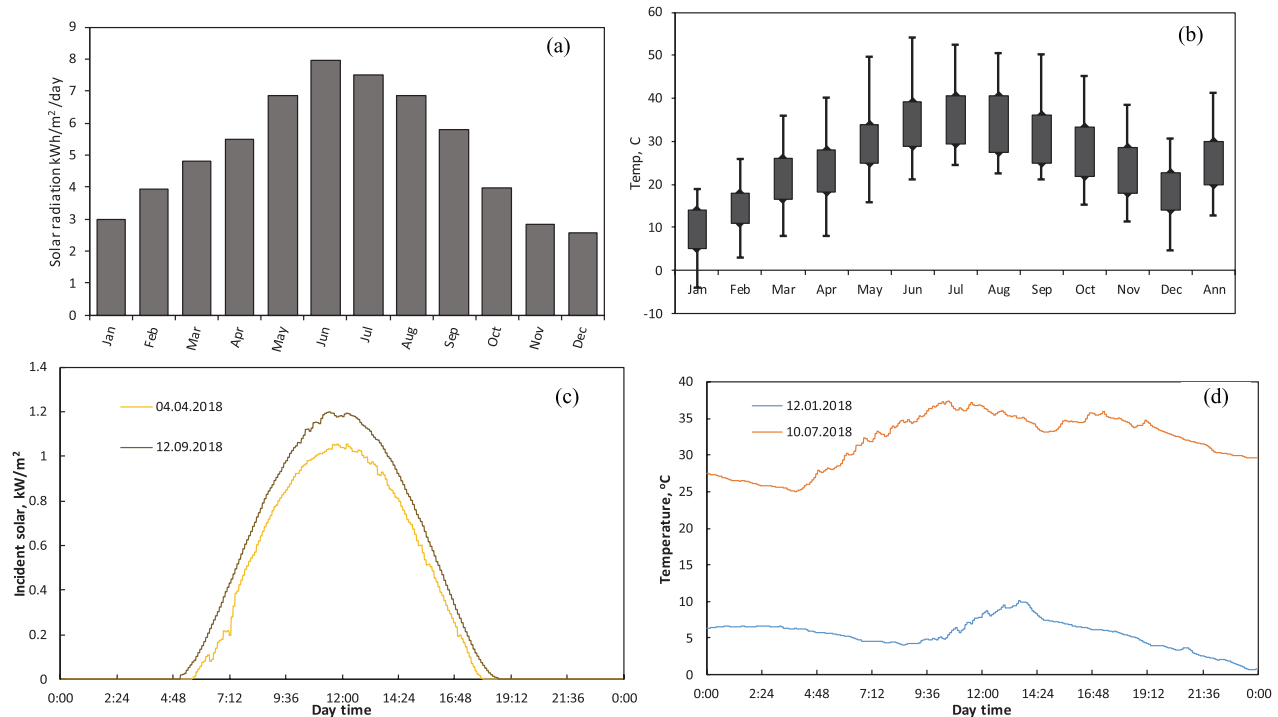 (a)
Solar radiation kWh/m²/day
9
8
7
6
5
4
3
2
1
0
Jan Feb Mar Apr May Jun Jul Aug Sep Oct Nov Dec
(b)
Temp, C
60
50
40
30
20
10
0
-10
Jan Feb Mar Apr May Jun Jul Aug Sep Oct Nov Dec Ann
(c)
04.04.2018
12.09.2018
Incident solar, kW/m²
1.4
1.2
1
0.8
0.6
0.4
0.2
0
0:00 2:24 4:48 7:12 9:36 12:00 14:24 16:48 19:12 21:36 0:00
Day time
(d)
12.01.2018
10.07.2018
Temperature, °C
40
35
30
25
20
15
10
5
0
0:00 2:24 4:48 7:12 9:36 12:00 14:24 16:48 19:12 21:36 0:00
Day time